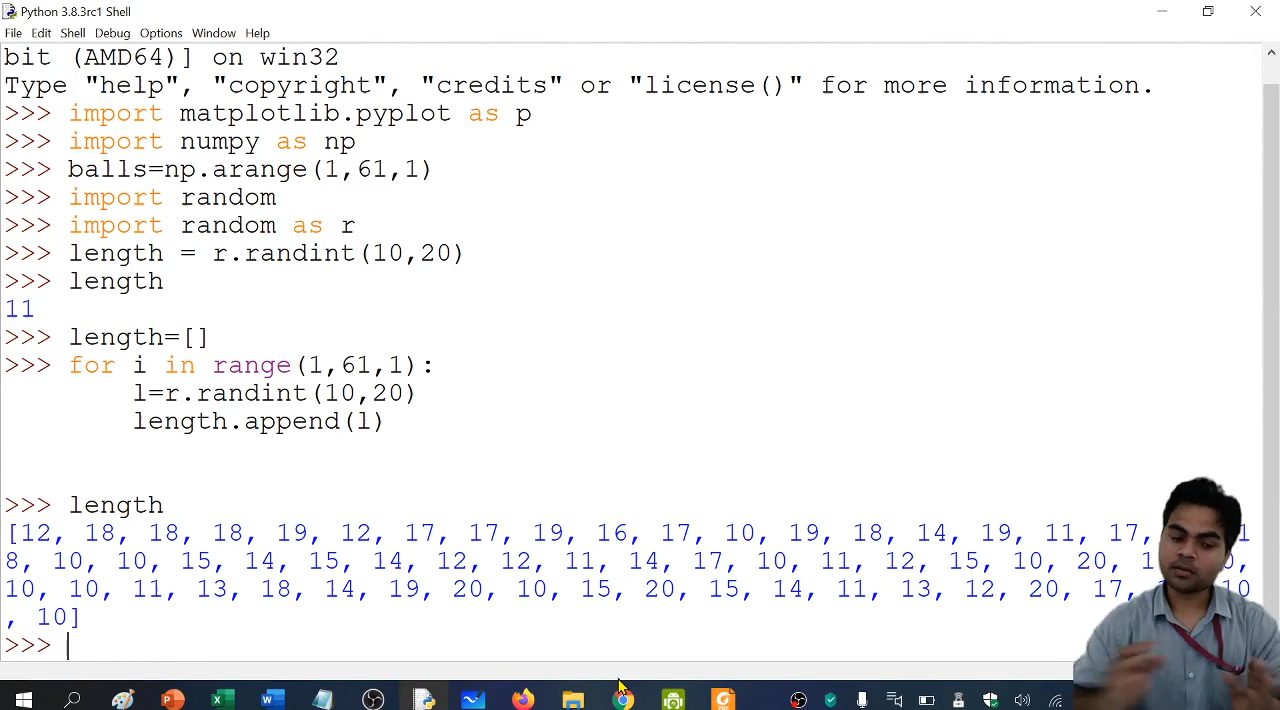 Python 3.8.3rc1 Shell
File Edit Shell Debug Options Window Help
bit (AMD64)] on win32
Type "help", "copyright", "credits" or "license()" for more information.
>>> import matplotlib.pyplot as p
>>> import numpy as np
>>> balls=np.arange(1,61,1)
>>> import random
>>> import random as r
>>> length = r.randint(10,20)
>>> length
11
>>> length=[]
>>> for i in range(1,61,1):
l=r.randint(10,20)
length.append(l)
>>> length
[12, 18, 18, 18, 19, 12, 17, 17, 19, 16, 17, 10, 19, 18, 14, 19, 11, 17, 1
8, 10, 10, 15, 14, 15, 14, 12, 12, 11, 14, 17, 10, 11, 12, 15, 10, 20,
10, 10, 11, 13, 18, 14, 19, 20, 10, 15, 20, 15, 14, 11, 13, 12, 20, 17, 10
, 10]
>>>